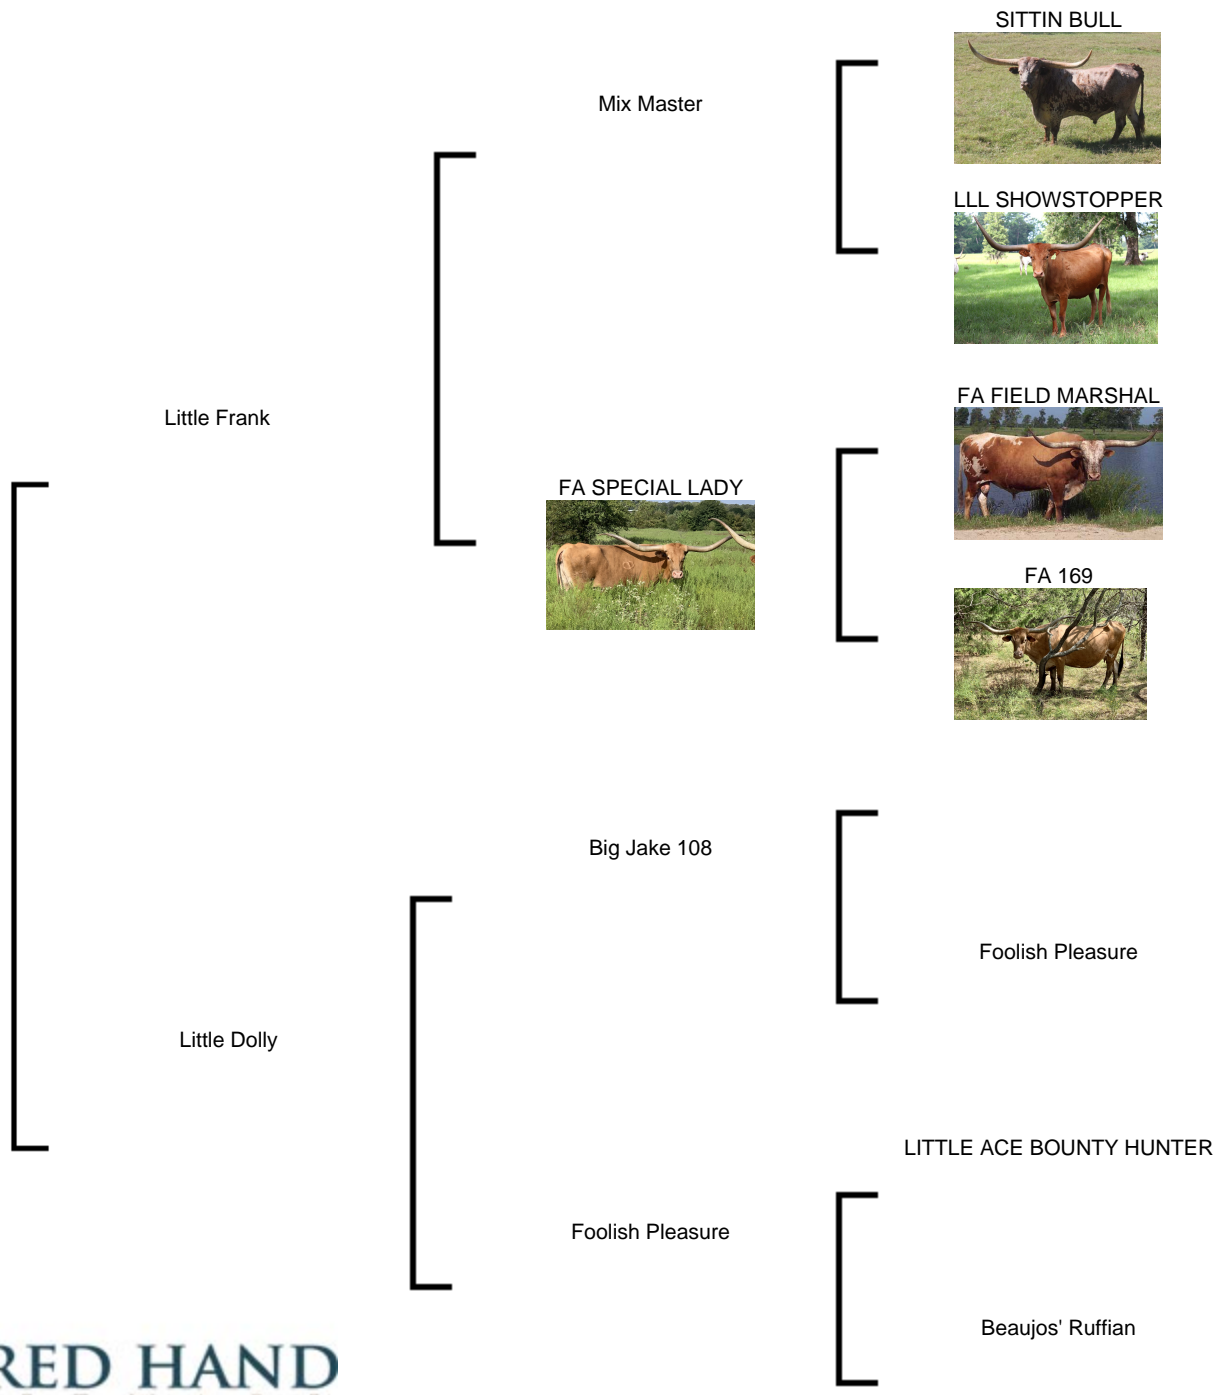 SITTIN BULL
Mix Master
LLL SHOWSTOPPER
FA FIELD MARSHAL
Little Frank
FA SPECIAL LADY
FA 169
Big Jake 108
Foolish Pleasure
Little Dolly
LITTLE ACE BOUNTY HUNTER
Foolish Pleasure
Beaujos' Ruffian
RED HAND